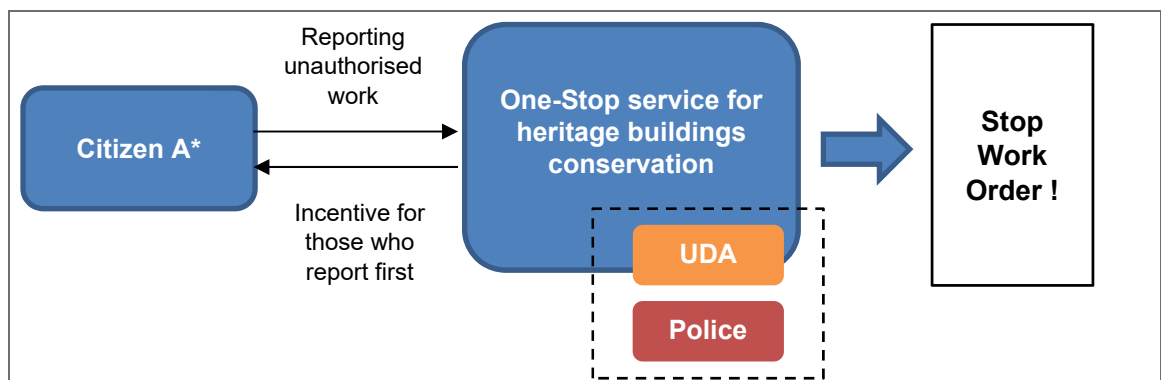 Reporting
unauthorised
work
Citizen A*
Incentive for
those who
report first
One-Stop service for
heritage buildings
conservation
UDA
Police
Stop
Work
Order !